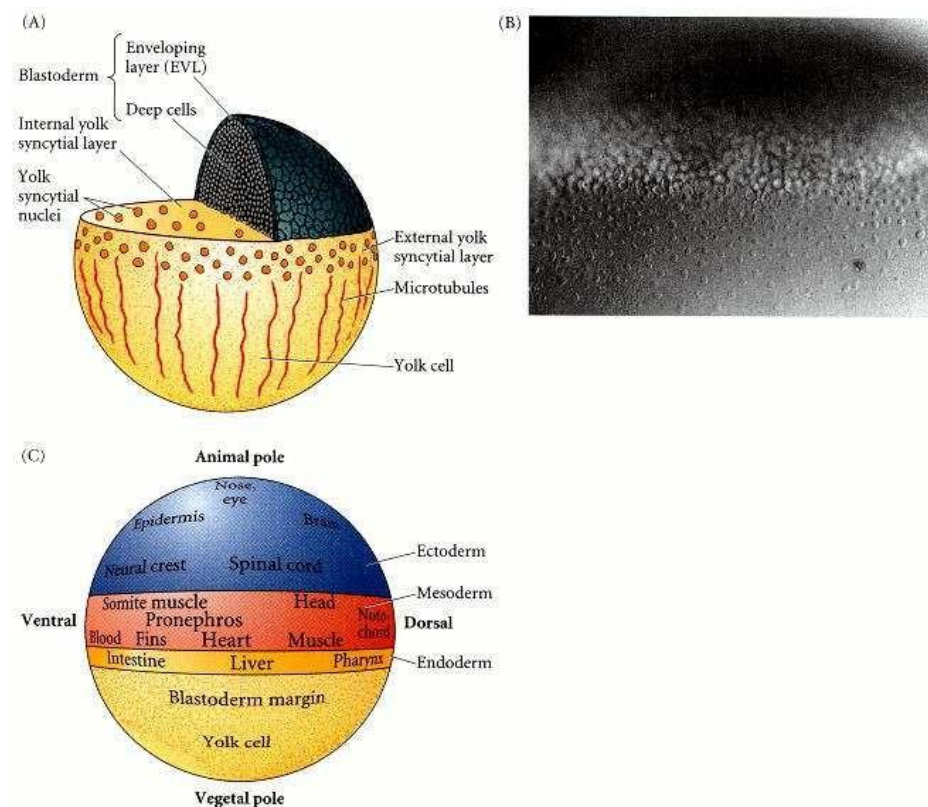 (A)
Blastoderm
Enveloping
layer (EVL)
Deep cells
Internal yolk
syncytial layer
Yolk
syncytial
nuclei
External yolk
syncytial layer
Microtubules
Yolk cell
(B)
(C)
Animal pole
Nose,
eye
Epidermis
Brain
Neural crest
Spinal cord
Ectoderm
Mesoderm
Somite muscle
Head
Ventral
Pronephros
Noto-
chord
Dorsal
Blood
Fins
Heart
Muscle
Intestine
Liver
Pharynx
Endoderm
Blastoderm margin
Yolk cell
Vegetal pole